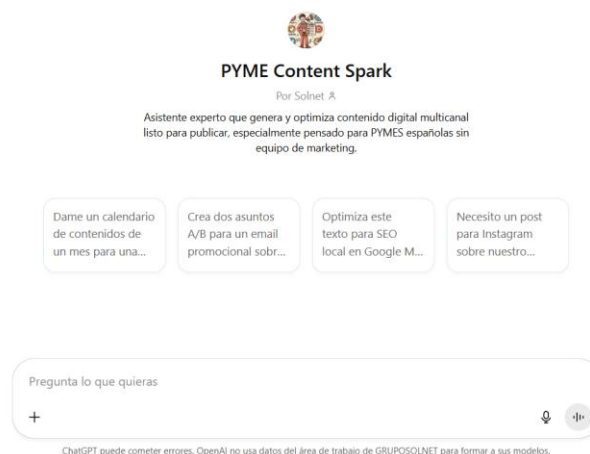 PYME Content Spark
Por Solnet
Asistente experto que genera y optimiza contenido digital multicanal
listo para publicar, especialmente pensado para PYMES españolas sin
equipo de marketing.
Dame un calendario
de contenidos de
un mes para una...
Crea dos asuntos
A/B para un email
promocional sobr...
Optimiza este
texto para SEO
local en Google M...
Necesito un post
para Instagram
sobre nuestro...
Pregunta lo que quieras
ChatGPT puede cometer errores. OpenAI no usa datos del área de trabajo de GRUPOSOLNET para formar a sus modelos.